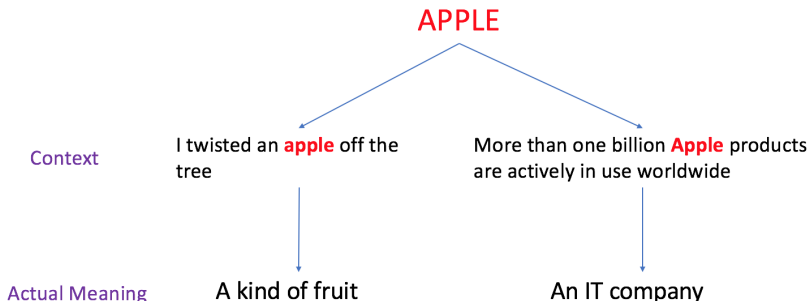 APPLE
Context
I twisted an apple off the
tree
More than one billion Apple products
are actively in use worldwide
Actual Meaning
A kind of fruit
An IT company